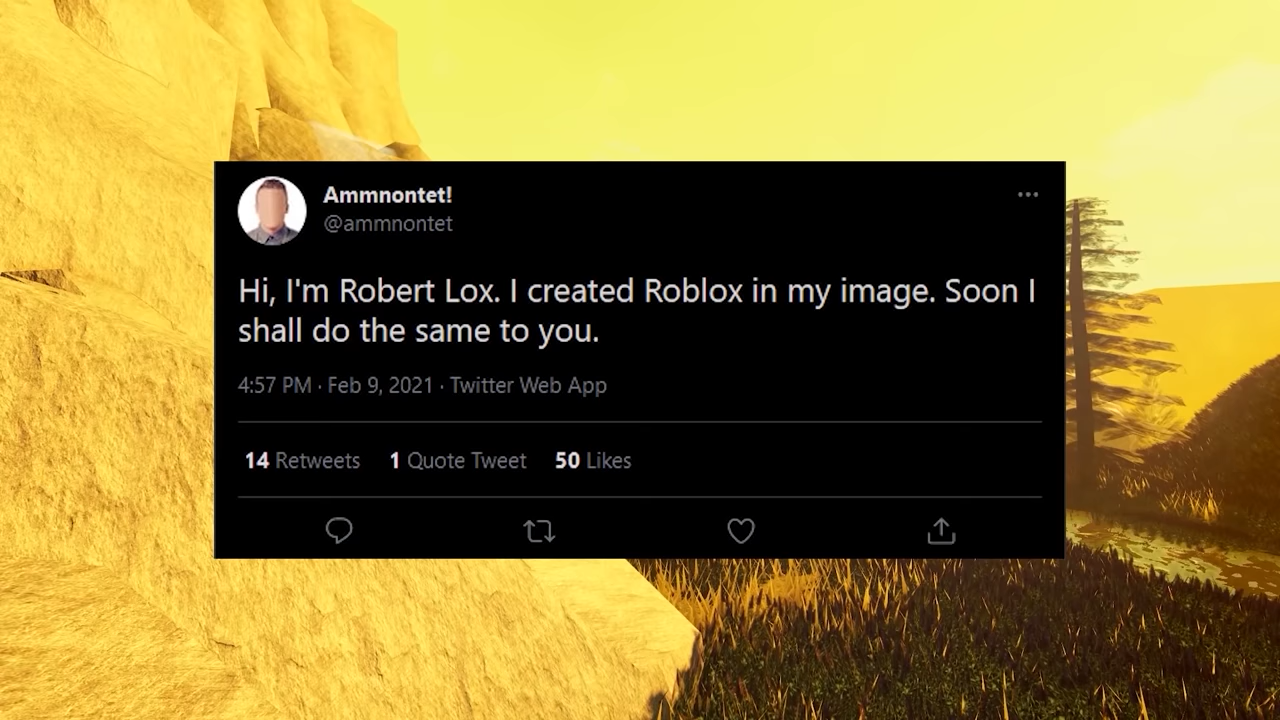 Ammnontet!
@ammnontet
Hi, I'm Robert Lox. I created Roblox in my image. Soon I
shall do the same to you.
4:57 PM · Feb 9, 2021 · Twitter Web App
14 Retweets 1 Quote Tweet 50 Likes